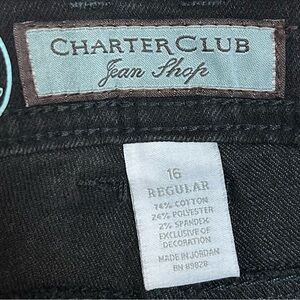 CHARTER CLUB
Jean Shop
16
REGULAR
74% COTTON
24% POLYESTER
2% SPANDEX
EXCLUSIVE OF
DECORATION
MADE IN JORDAN